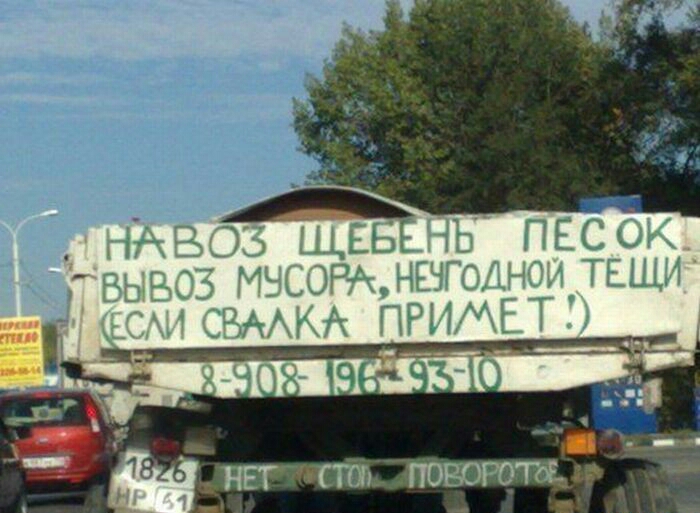 НАВОЗ ЩЕБЕНЬ ПЕСОК
ВЫВОЗ МУСОРА, НЕУГОДНОЙ ТЁЩИ
(ЕСЛИ СВАЛКА ПРИМЕТ!)
8-908-196-93-10
СТЕКЛО
1826
НР 61
НЕТ СТОП ПОВОРОТОВ